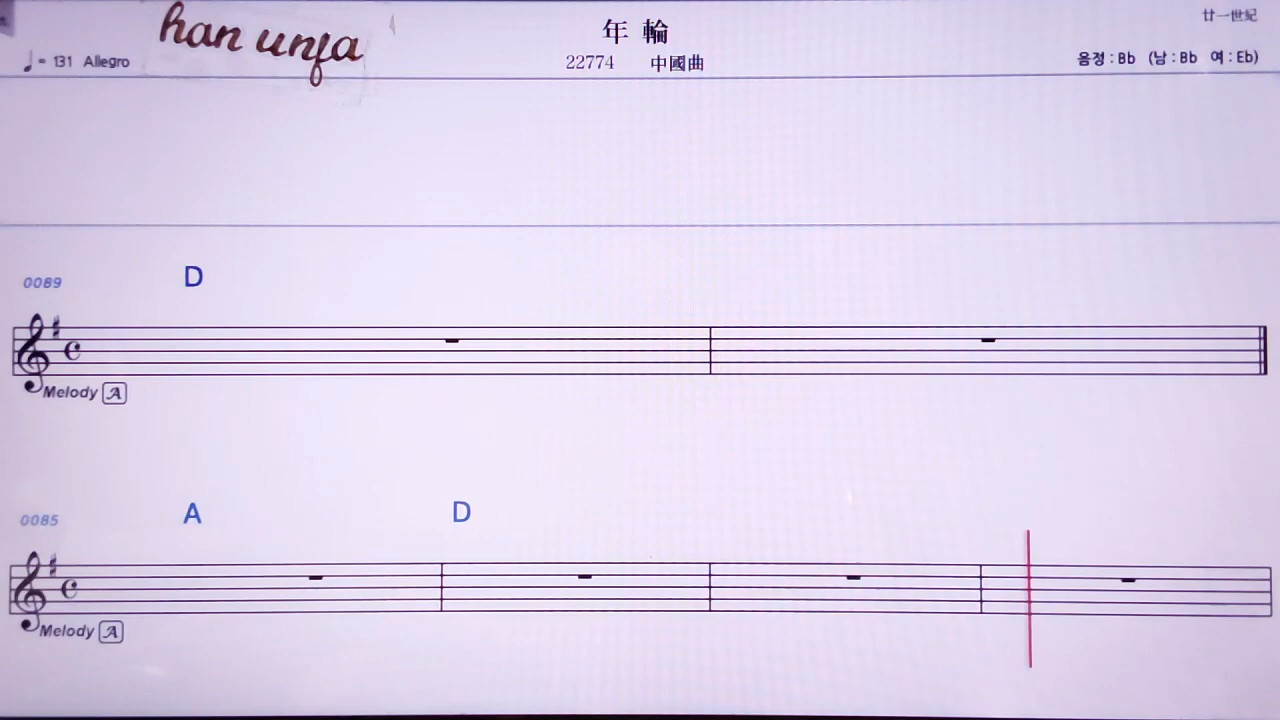 han unja
年輪
廿一世紀
♩= 131 Allegro
22774 中國曲
음정 : Bb (남 : Bb 여 : Eb)
0089 D
Melody A
0085 A D
Melody A